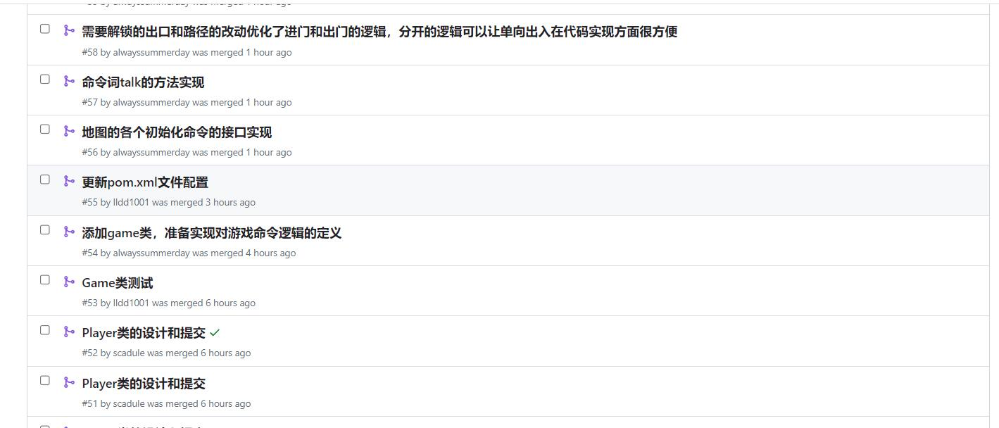 需要解锁的出口和路径的改动优化了进门和出门的逻辑，分开的逻辑可以让单向出入在代码实现方面很方便
#58 by alwayssummerday was merged 1 hour ago
命令词talk的方法实现
#57 by alwayssummerday was merged 1 hour ago
地图的各个初始化命令的接口实现
#56 by alwayssummerday was merged 1 hour ago
更新pom.xml文件配置
#55 by lldd1001 was merged 3 hours ago
添加game类，准备实现对游戏命令逻辑的定义
#54 by alwayssummerday was merged 4 hours ago
Game类测试
#53 by lldd1001 was merged 6 hours ago
Player类的设计和提交
#52 by scadule was merged 6 hours ago
Player类的设计和提交
#51 by scadule was merged 6 hours ago